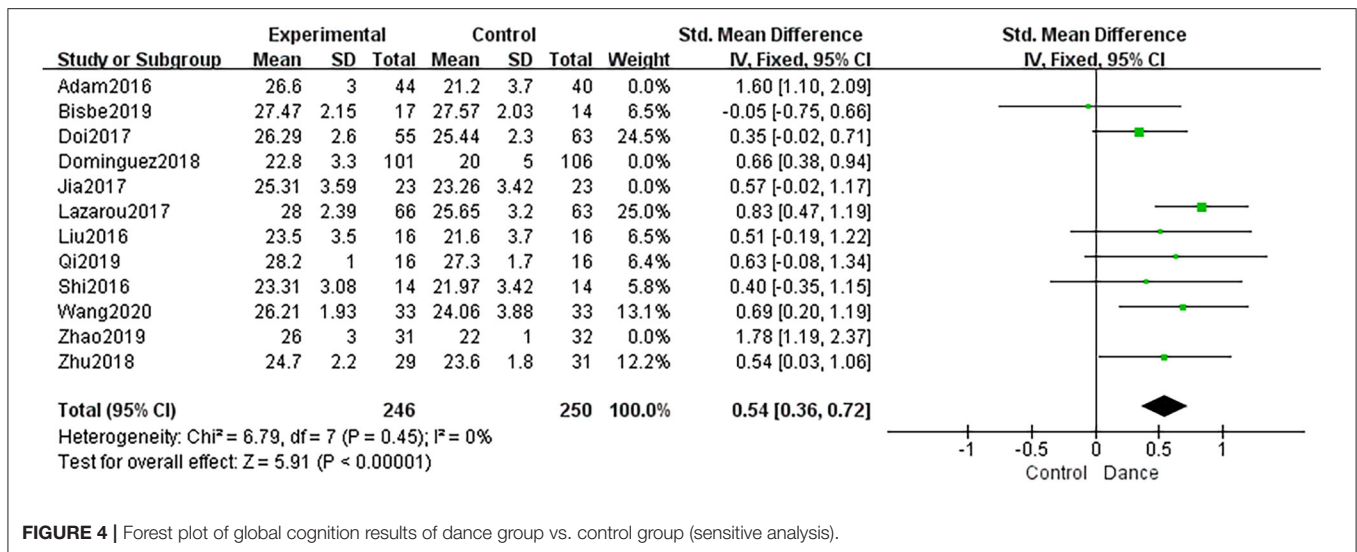 Experimental Control Std. Mean Difference Std. Mean Difference
Study or Subgroup Mean SD Total Mean SD Total Weight IV, Fixed, 95% CI IV, Fixed, 95% CI
Adam2016 26.6 3 44 21.2 3.7 40 0.0% 1.60 [1.10, 2.09]
Bisbe2019 27.47 2.15 17 27.57 2.03 14 6.5% -0.05 [-0.75, 0.66]
Doi2017 26.29 2.6 55 25.44 2.3 63 24.5% 0.35 [-0.02, 0.71]
Dominguez2018 22.8 3.3 101 20 5 106 0.0% 0.66 [0.38, 0.94]
Jia2017 25.31 3.59 23 23.26 3.42 23 0.0% 0.57 [-0.02, 1.17]
Lazarou2017 28 2.39 66 25.65 3.2 63 25.0% 0.83 [0.47, 1.19]
Liu2016 23.5 3.5 16 21.6 3.7 16 6.5% 0.51 [-0.19, 1.22]
Qi2019 28.2 1 16 27.3 1.7 16 6.4% 0.63 [-0.08, 1.34]
Shi2016 23.31 3.08 14 21.97 3.42 14 5.8% 0.40 [-0.35, 1.15]
Wang2020 26.21 1.93 33 24.06 3.88 33 13.1% 0.69 [0.20, 1.19]
Zhao2019 26 3 31 22 1 32 0.0% 1.78 [1.19, 2.37]
Zhu2018 24.7 2.2 29 23.6 1.8 31 12.2% 0.54 [0.03, 1.06]
Total (95% CI) 246 250 100.0% 0.54 [0.36, 0.72]
Heterogeneity: Chi² = 6.79, df = 7 (P = 0.45); I² = 0%
Test for overall effect: Z = 5.91 (P < 0.00001)
-1 -0.5 0 0.5 1
Control Dance
FIGURE 4 | Forest plot of global cognition results of dance group vs. control group (sensitive analysis).